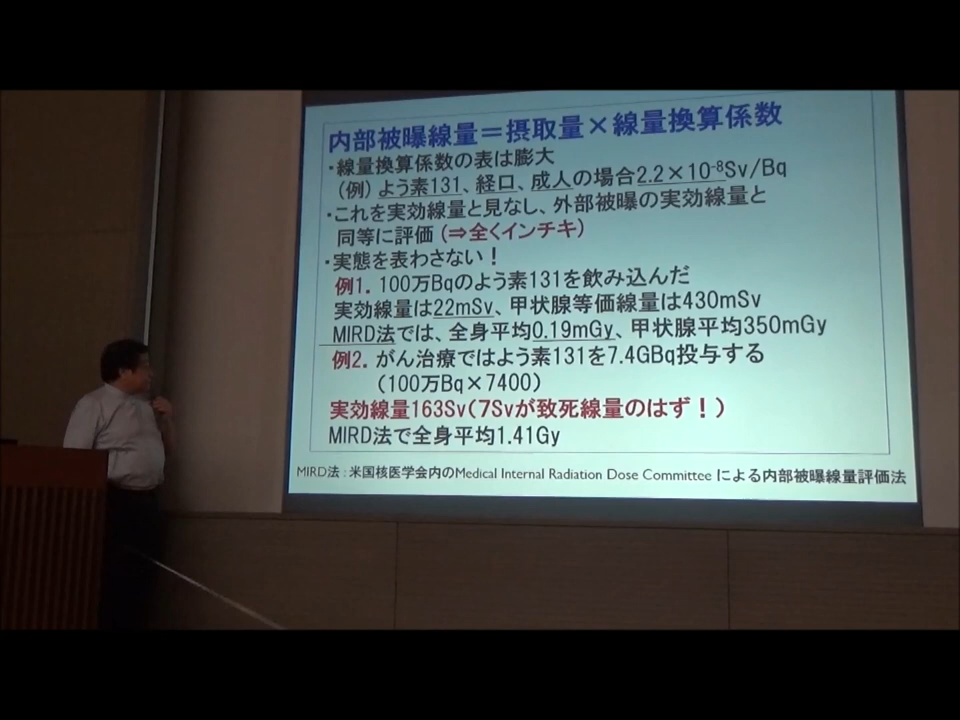 内部被曝線量＝摂取量×線量換算係数
・線量換算係数の表は膨大
（例）よう素131、経口、成人の場合2.2×10⁻⁸Sv/Bq
・これを実効線量と見なし、外部被曝の実効線量と
同等に評価（⇒全くインチキ）
・実態を表わさない！
例1．100万Bqのよう素131を飲み込んだ
実効線量は22mSv、甲状腺等価線量は430mSv
MIRD法では、全身平均0.19mGy、甲状腺平均350mGy
例2．がん治療ではよう素131を7.4GBq投与する
（100万Bq×7400）
実効線量163Sv（7Svが致死線量のはず！）
MIRD法で全身平均1.41Gy
MIRD法：米国核医学会内のMedical Internal Radiation Dose Committee による内部被曝線量評価法